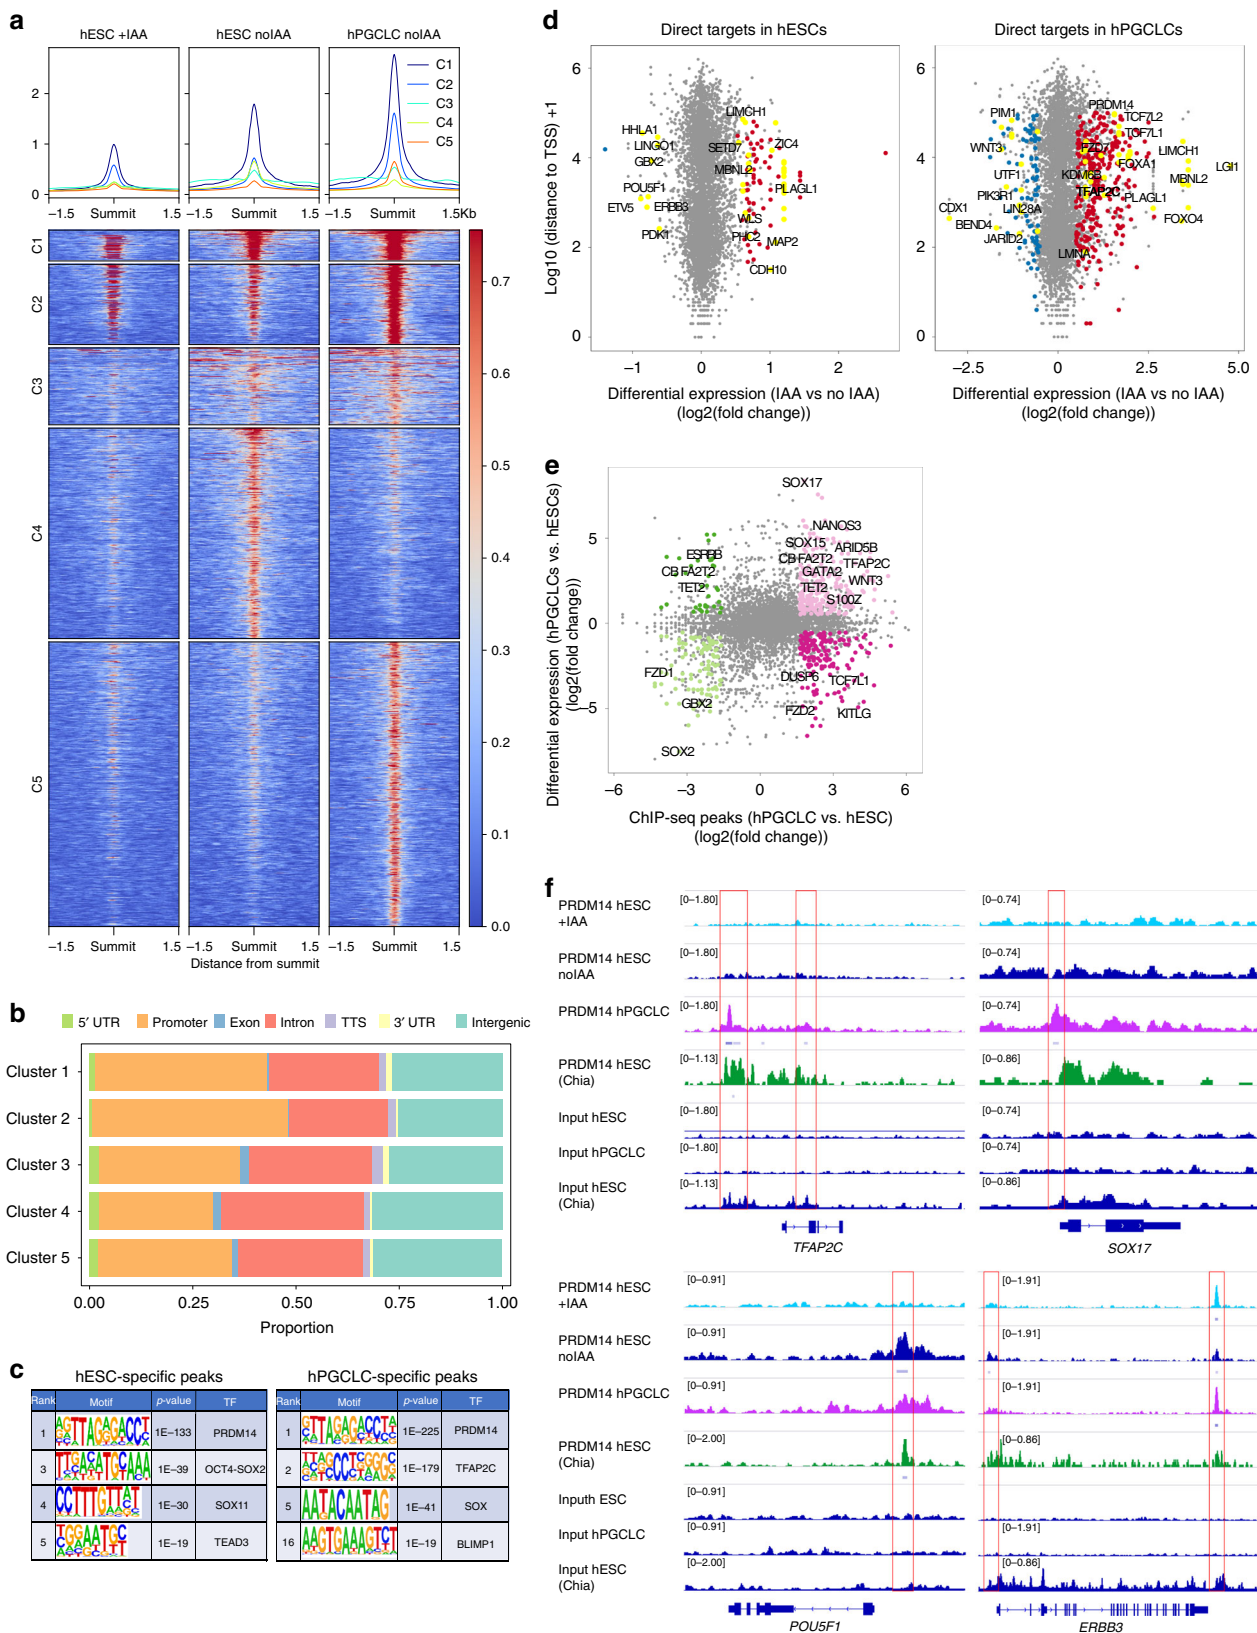 a
hESC +IAA
hESC noIAA
hPGCLC noIAA
C1
C2
C3
C4
C5
2
1
0
−1.5 Summit 1.5
−1.5 Summit 1.5
−1.5 Summit 1.5Kb
C1
C2
C3
C4
C5
0.7
0.6
0.5
0.4
0.3
0.2
0.1
0.0
−1.5 Summit 1.5
−1.5 Summit 1.5
−1.5 Summit 1.5
Distance from summit
b
5′ UTR Promoter Exon Intron TTS 3′ UTR Intergenic
Cluster 1
Cluster 2
Cluster 3
Cluster 4
Cluster 5
0.00 0.25 0.50 0.75 1.00
Proportion
c
hESC-specific peaks
Rank Motif p-value TF
1 1E−133 PRDM14
3 1E−39 OCT4-SOX2
4 1E−30 SOX11
5 1E−19 TEAD3
hPGCLC-specific peaks
Rank Motif p-value TF
1 1E−225 PRDM14
2 1E−179 TFAP2C
5 AATACAATAG 1E−41 SOX
16 1E−19 BLIMP1
d
Direct targets in hESCs
Log10 (distance to TSS) +1
6
4
2
0
LIMCH1
HHLA1
LINGO1
SETD7
ZIC4
GBX2
MBNL2
POU5F1
PLAGL1
ETV5
ERBB3
WLS
PDK1
PHC2
MAP2
CDH10
−1 0 1 2
Differential expression (IAA vs no IAA)
(log2(fold change))
Direct targets in hPGCLCs
6
4
2
0
PRDM14
PIM1
TCF7L2
TCF7L1
WNT3
FZD7
LIMCH1
FOXA1
LGI1
UTF1
KDM6B
MBNL2
PIK3R1
TFAP2C
PLAGL1
CDX1
LIN28A
FOXO4
BEND4
JARID2
LMNA
−2.5 0 2.5 5.0
Differential expression (IAA vs no IAA)
(log2(fold change))
e
Differential expression (hPGCLCs vs. hESCs)
(log2(fold change))
5
0
−5
SOX17
NANOS3
SOX15
ARID5B
ESRRB
CBFA2T2
TFAP2C
CBFA2T2
GATA2
WNT3
TET2
TET2
S100Z
FZD1
DUSP6
TCF7L1
GBX2
FZD2
KITLG
SOX2
−6 −3 0 3 6
ChIP-seq peaks (hPGCLC vs. hESC)
(log2(fold change))
f
PRDM14 hESC
+IAA
[0−1.80]
[0−0.74]
PRDM14 hESC
noIAA
[0−1.80]
[0−0.74]
PRDM14 hPGCLC
[0−1.80]
[0−0.74]
PRDM14 hESC
(Chia)
[0−1.13]
[0−0.86]
Input hESC
[0−1.80]
[0−0.74]
Input hPGCLC
[0−1.80]
[0−0.74]
Input hESC
(Chia)
[0−1.13]
[0−0.86]
TFAP2C
SOX17
PRDM14 hESC
+IAA
[0−0.91]
[0−1.91]
PRDM14 hESC
noIAA
[0−0.91]
[0−1.91]
PRDM14 hPGCLC
[0−0.91]
[0−1.91]
PRDM14 hESC
(Chia)
[0−2.00]
[0−0.86]
Inputh ESC
[0−0.91]
[0−1.91]
Input hPGCLC
[0−0.91]
[0−1.91]
Input hESC
(Chia)
[0−2.00]
[0−0.86]
POU5F1
ERBB3